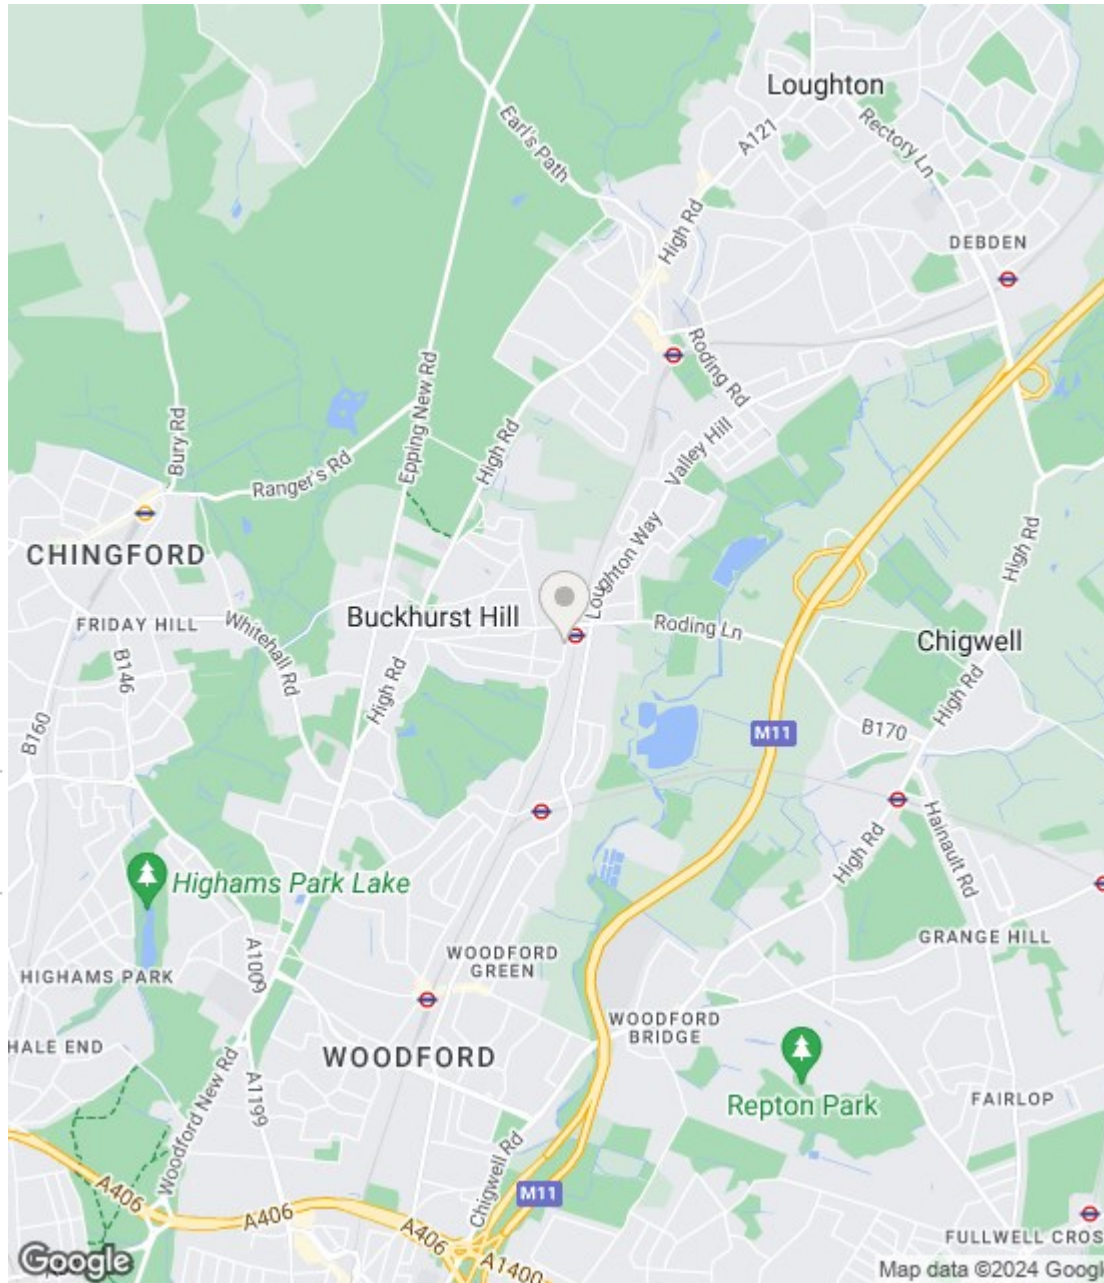 Loughton
A121
Rectory Ln
Earl's Path
High Rd
DEBDEN
Roding Rd
Bury Rd
Epping New Rd
High Rd
Valley Hill
Ranger's Rd
High Rd
CHINGFORD
Loughton Way
Buckhurst Hill
FRIDAY HILL
Whitehall Rd
Roding Ln
Chigwell
B146
High Rd
High Rd
B160
M11
B170
High Rd
Hainault Rd
Highams Park Lake
GRANGE HILL
WOODFORD
GREEN
A1009
HIGHAMS PARK
WOODFORD
BRIDGE
HALE END
WOODFORD
Woodford New Rd
A1199
Repton Park
FAIRLOP
Chigwell Rd
A406
M11
A406
A406
A1400
FULLWELL CROS
Google
Map data ©2024 Googl